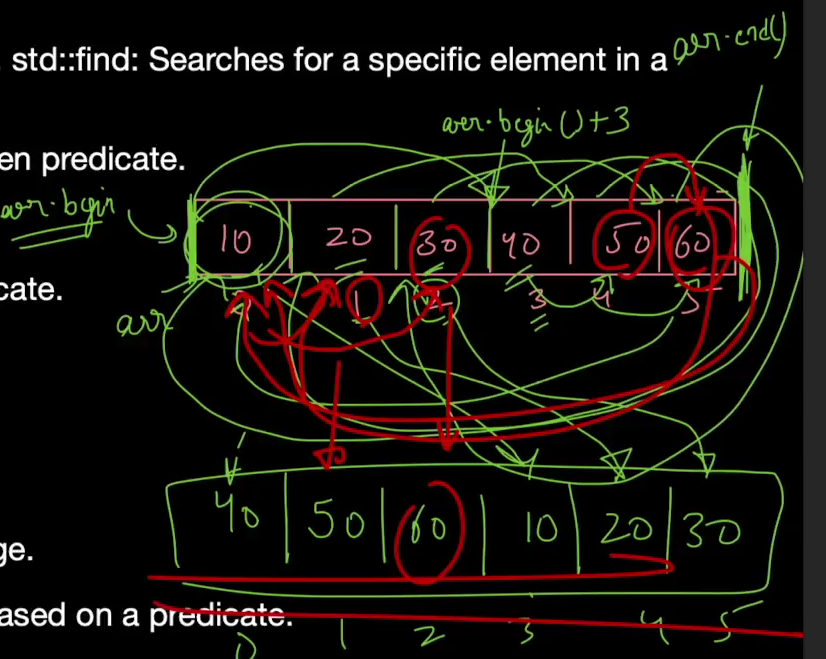 . std::find: Searches for a specific element in a
arr.end()
arr.begin()+3
en predicate.
arr.begin
10 20 30 40 50 60
cate.
1 3 4 5
arr
40 50 60 10 20 30
ge.
ased on a predicate.
0 1 2 3 4 5